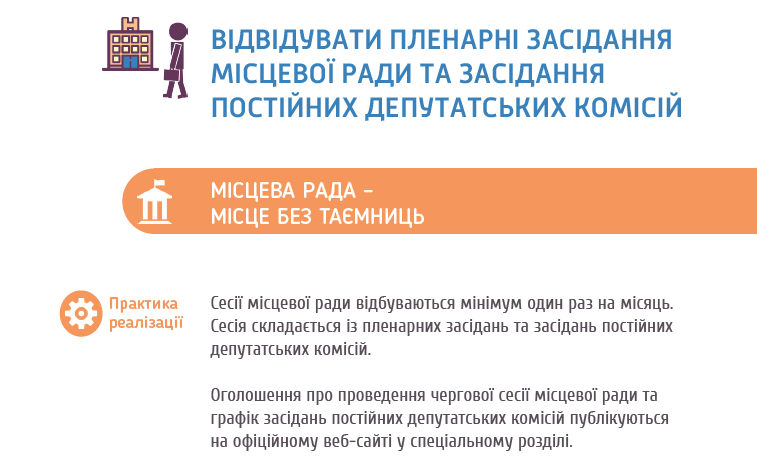 ВІДВІДУВАТИ ПЛЕНАРНІ ЗАСІДАННЯ
МІСЦЕВОЇ РАДИ ТА ЗАСІДАННЯ
ПОСТІЙНИХ ДЕПУТАТСЬКИХ КОМІСІЙ
МІСЦЕВА РАДА –
МІСЦЕ БЕЗ ТАЄМНИЦЬ
Практика
реалізації
Сесії місцевої ради відбуваються мінімум один раз на місяць.
Сесія складається із пленарних засідань та засідань постійних
депутатських комісій.
Оголошення про проведення чергової сесії місцевої ради та
графік засідань постійних депутатських комісій публікуються
на офіційному веб-сайті у спеціальному розділі.